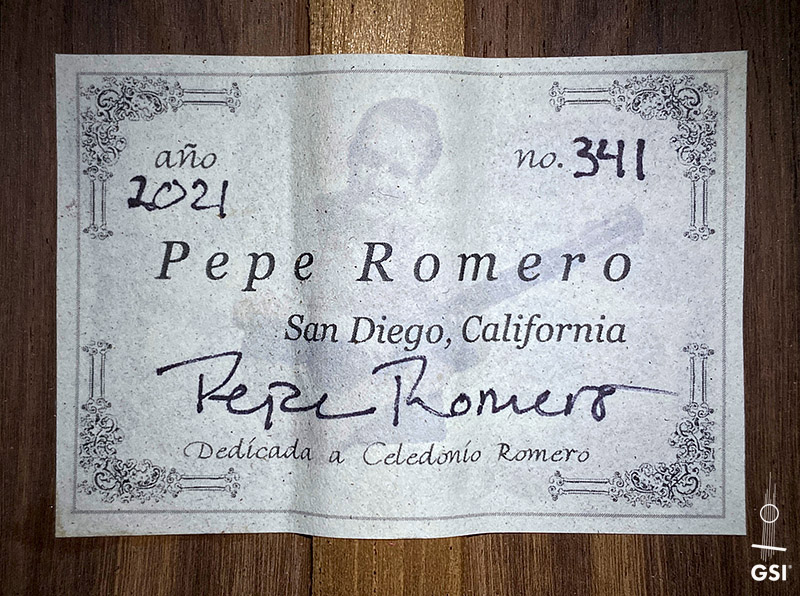 año no. 341
2021
Pepe Romero
San Diego, California
Pepe Romero
Dedicada a Celedonio Romero
GSI